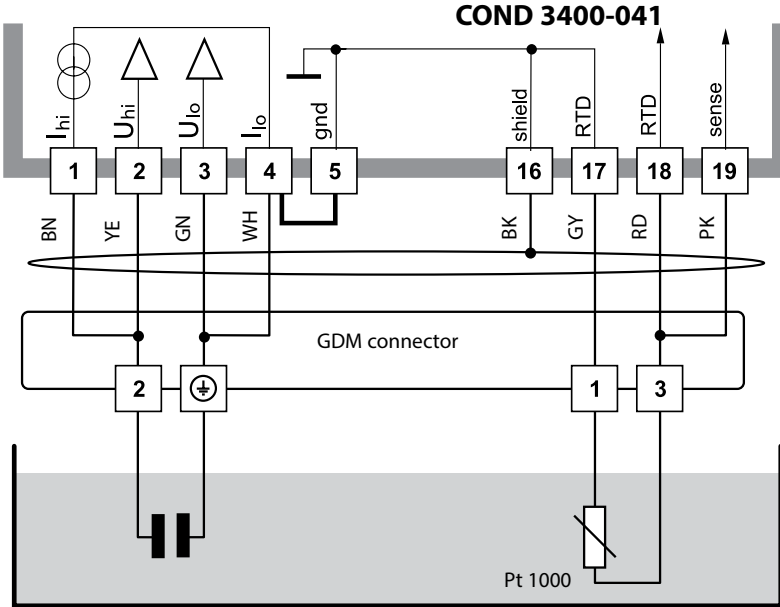 COND 3400-041
Ihi
Uhi
Ulo
Ilo
gnd
shield
RTD
RTD
sense
1
2
3
4
5
16
17
18
19
BN
YE
GN
WH
BK
GY
RD
PK
GDM connector
2
1
3
Pt 1000